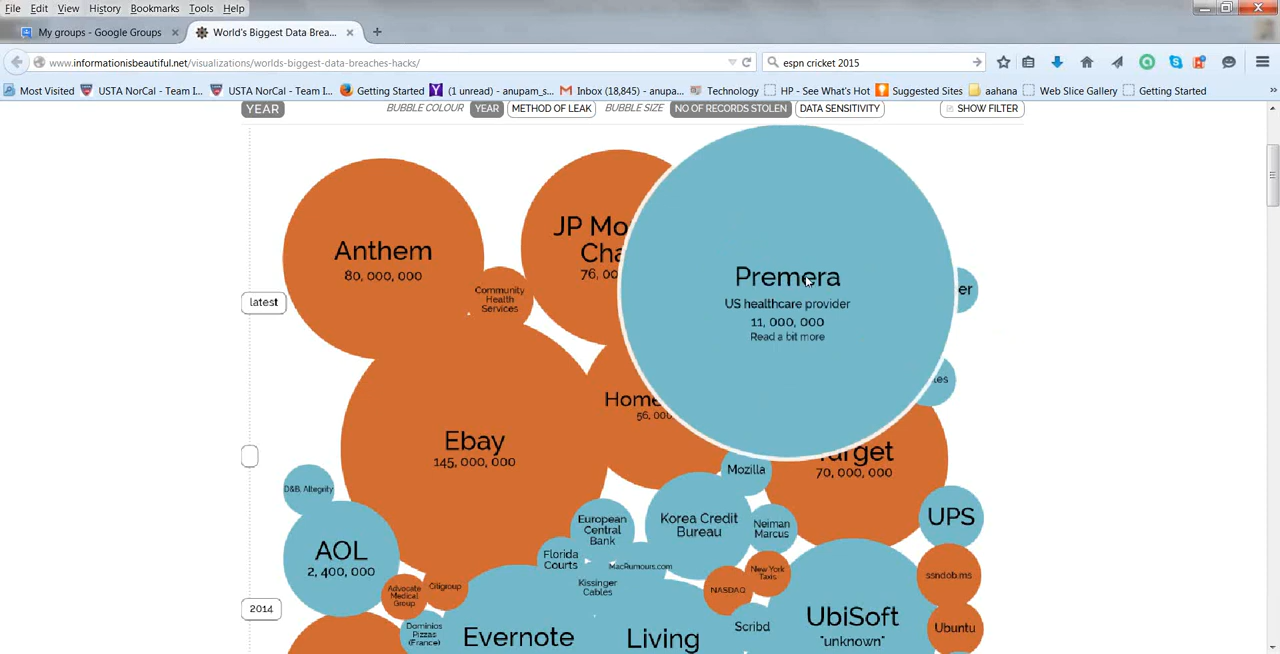 File Edit View History Bookmarks Tools Help
My groups - Google Groups × World's Biggest Data Brea... × +
www.informationisbeautiful.net/visualizations/worlds-biggest-data-breaches-hacks/ espn cricket 2015
Most Visited USTA NorCal - Team I... USTA NorCal - Team I... Getting Started (1 unread) - anupam_s... Inbox (18,845) - anupa... Technology HP - See What's Hot Suggested Sites aahana Web Slice Gallery Getting Started »
YEAR BUBBLE COLOUR YEAR METHOD OF LEAK BUBBLE SIZE NO OF RECORDS STOLEN DATA SENSITIVITY SHOW FILTER
Anthem
80, 000, 000
JP Mo
Cha
76, 00
Community
Health
Services
latest
Premera
US healthcare provider
11, 000, 000
Read a bit more
er
tes
Home
56, 000
Ebay
145, 000, 000
Target
70, 000, 000
Mozilla
D&B, Altegrity
AOL
2, 400, 000
European
Central
Bank
Korea Credit
Bureau
Neiman
Marcus
UPS
Florida
Courts
MacRumours.com
Kissinger
Cables
New York
Taxis
NASDAQ
ssndob.ms
Advocate
Medical
Group
Citigroup
2014
Dominios
Pizzas
(France)
Evernote
Living
Scribd
UbiSoft
"unknown"
Ubuntu